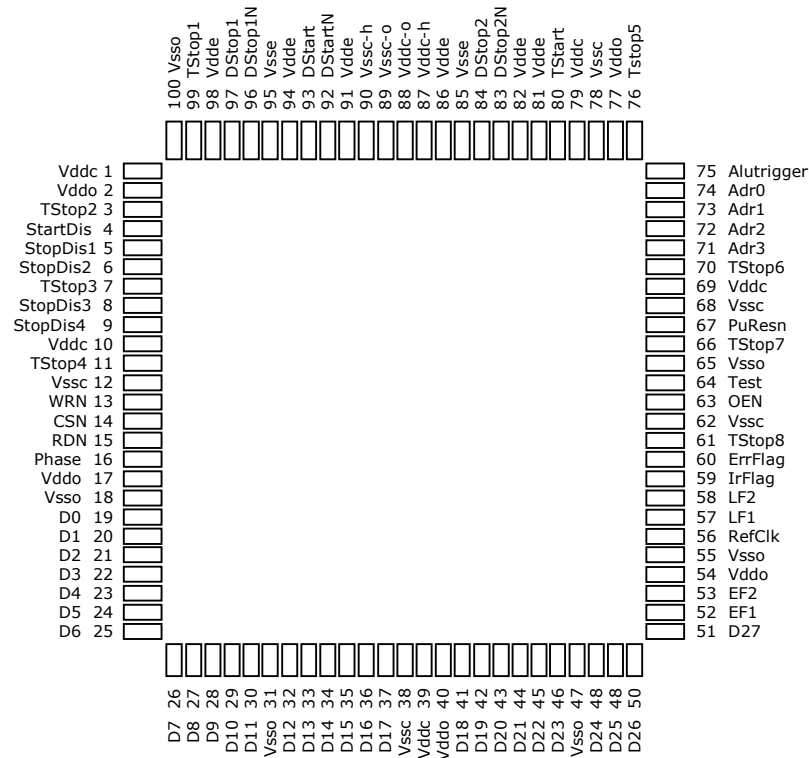 100 Vsso
99 TStop1
98 Vdde
97 DStop1
96 DStop1N
95 Vsse
94 Vdde
93 DStart
92 DStartN
91 Vdde
90 Vssc-h
89 Vssc-o
88 Vddc-o
87 Vddc-h
86 Vdde
85 Vsse
84 DStop2
83 DStop2N
82 Vdde
81 Vdde
80 TStart
79 Vddc
78 Vssc
77 Vddo
76 Tstop5
Vddc 1
Vddo 2
TStop2 3
StartDis 4
StopDis1 5
StopDis2 6
TStop3 7
StopDis3 8
StopDis4 9
Vddc 10
TStop4 11
Vssc 12
WRN 13
CSN 14
RDN 15
Phase 16
Vddo 17
Vsso 18
D0 19
D1 20
D2 21
D3 22
D4 23
D5 24
D6 25
75 Alutrigger
74 Adr0
73 Adr1
72 Adr2
71 Adr3
70 TStop6
69 Vddc
68 Vssc
67 PuResn
66 TStop7
65 Vsso
64 Test
63 OEN
62 Vssc
61 TStop8
60 ErrFlag
59 IrFlag
58 LF2
57 LF1
56 RefClk
55 Vsso
54 Vddo
53 EF2
52 EF1
51 D27
D7 26
D8 27
D9 28
D10 29
D11 30
Vsso 31
D12 32
D13 33
D14 34
D15 35
D16 36
D17 37
Vssc 38
Vddc 39
Vddo 40
D18 41
D19 42
D20 43
D21 44
D22 45
D23 46
Vsso 47
D24 48
D25 48
D26 50